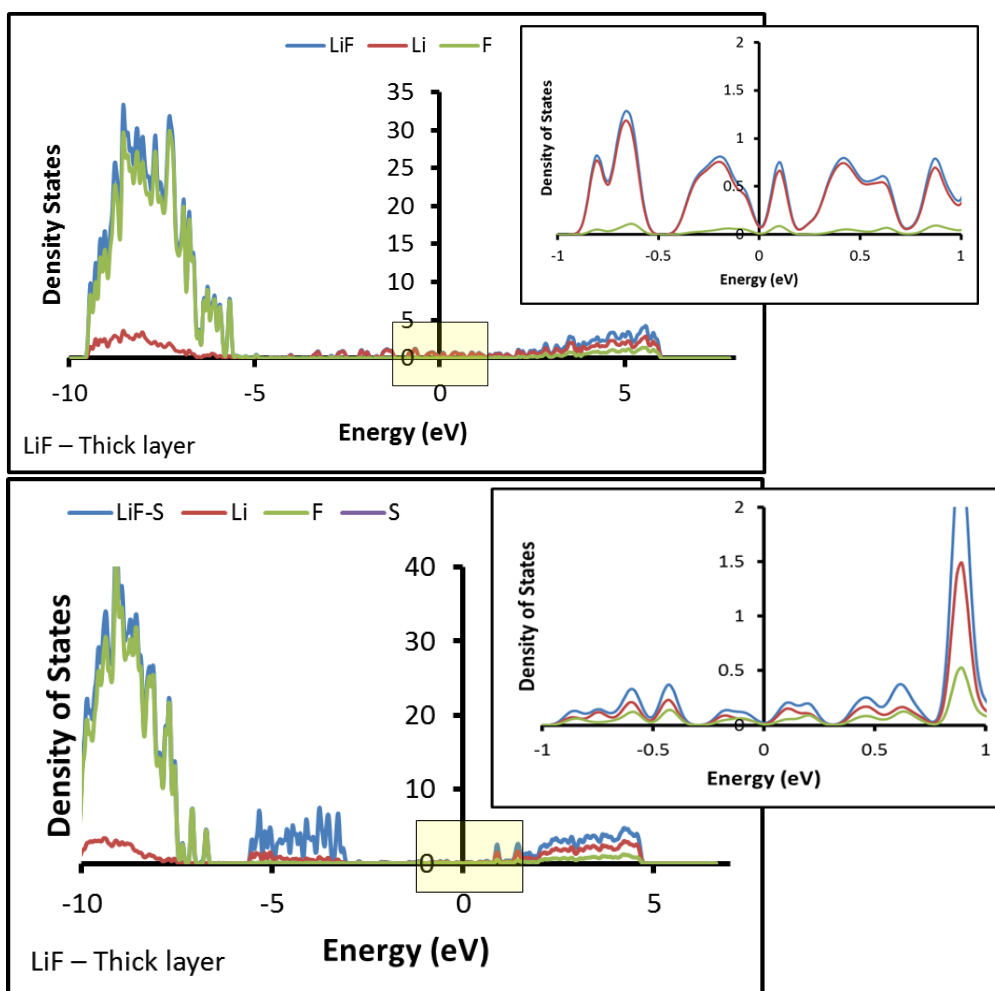 LiF Li F
Density States
35
30
25
20
15
10
5
0
-10 -5 0 5
Energy (eV)
LiF – Thick layer
Density of States
2
1.5
1
0.5
0
-1 -0.5 0 0.5 1
Energy (eV)
LiF-S Li F S
Density of States
40
30
20
10
0
-10 -5 0 5
Energy (eV)
LiF – Thick layer
Density of States
2
1.5
1
0.5
0
-1 -0.5 0 0.5 1
Energy (eV)